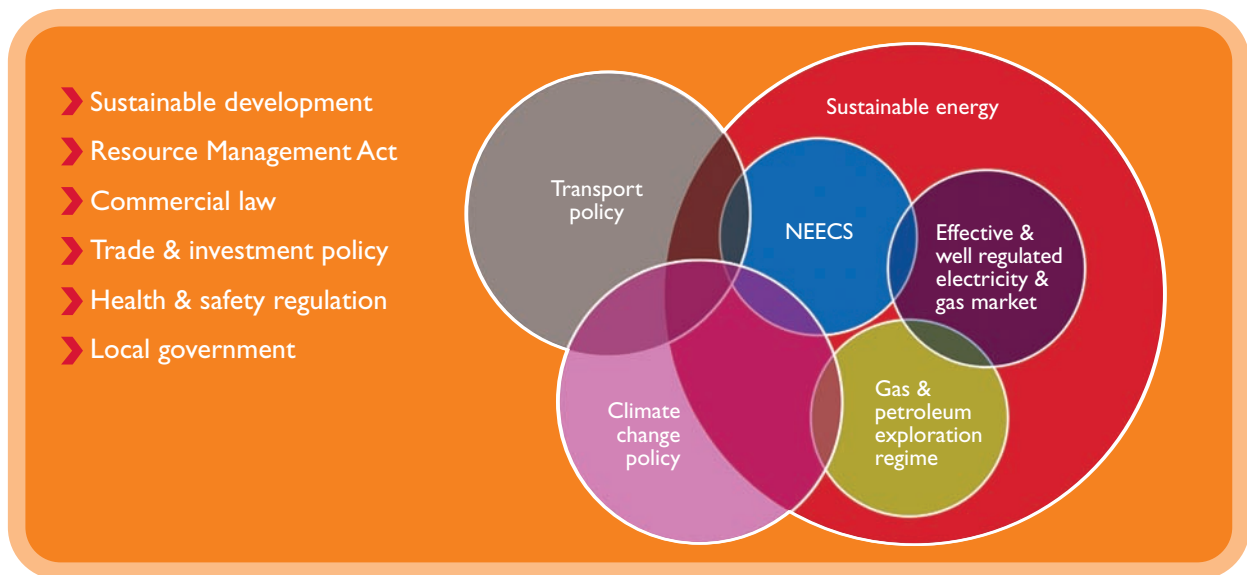 Sustainable development
Resource Management Act
Commercial law
Trade & investment policy
Health & safety regulation
Local government
Sustainable energy
Transport
policy
NEECS
Effective &
well regulated
electricity &
gas market
Climate
change
policy
Gas &
petroleum
exploration
regime